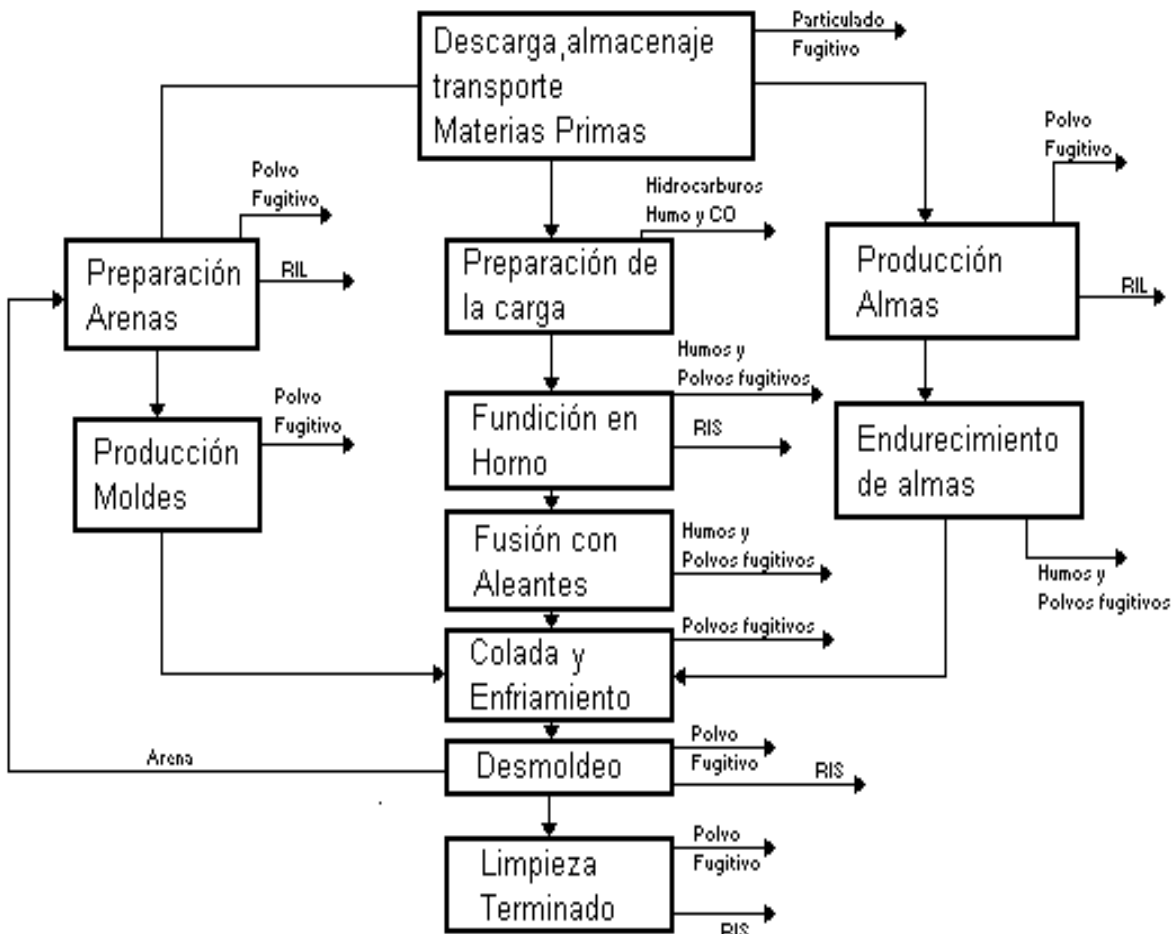 Descarga,almacenaje
transporte
Materias Primas
Particulado
Fugitivo
Polvo
Fugitivo
Hidrocarburos
Humo y CO
Polvo
Fugitivo
Preparación
Arenas
RIL
Preparación de
la carga
Producción
Almas
RIL
Polvo
Fugitivo
Humos y
Polvos fugitivos
Producción
Moldes
Fundición en
Horno
RIS
Endurecimiento
de almas
Fusión con
Aleantes
Humos y
Polvos fugitivos
Humos y
Polvos fugitivos
Colada y
Enfriamiento
Polvos fugitivos
Arena
Desmoldeo
Polvo
Fugitivo
RIS
Limpieza
Terminado
Polvo
Fugitivo
RIS